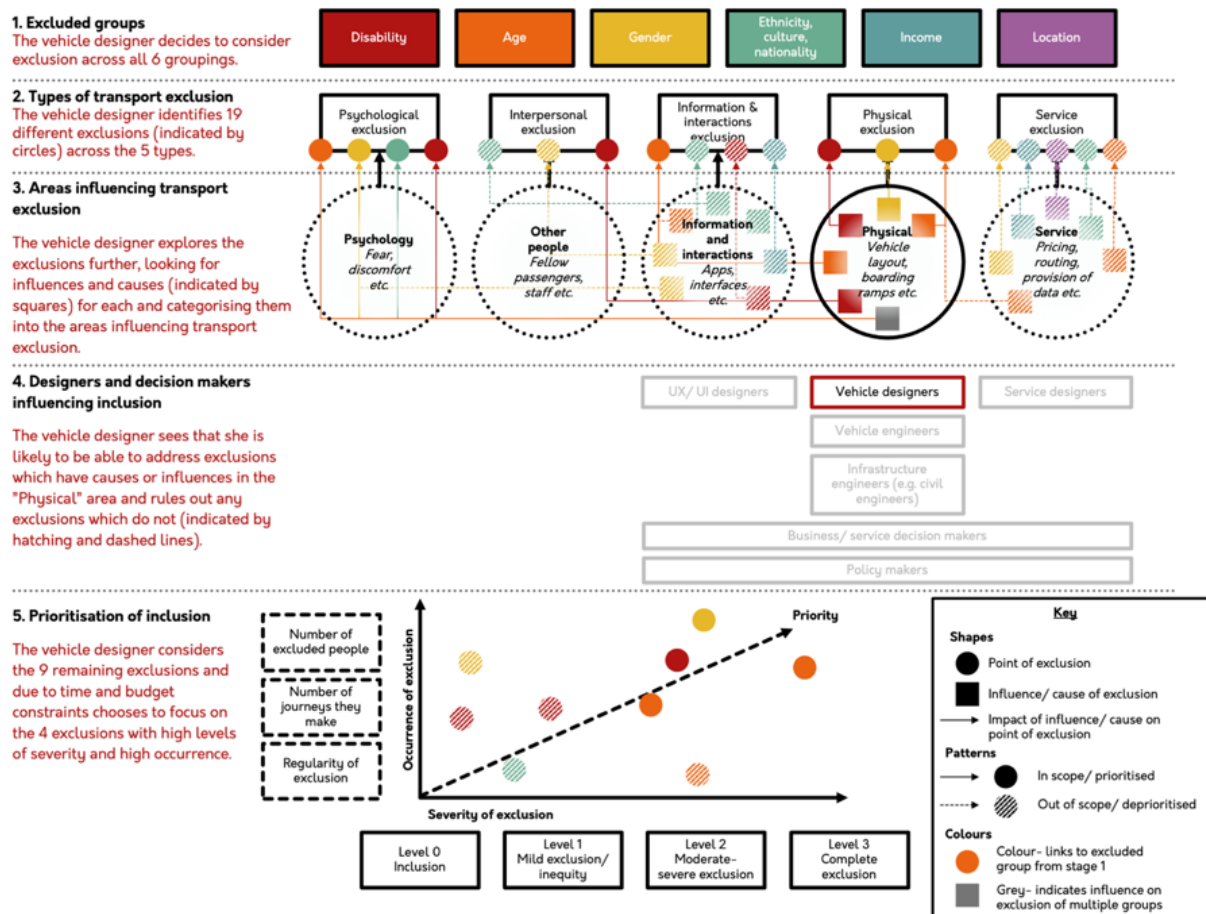 1. Excluded groups
The vehicle designer decides to consider
exclusion across all 6 groupings.
Disability
Age
Gender
Ethnicity,
culture,
nationality
Income
Location
2. Types of transport exclusion
The vehicle designer identifies 19
different exclusions (indicated by
circles) across the 5 types.
Psychological
exclusion
Interpersonal
exclusion
Information &
interactions
exclusion
Physical
exclusion
Service
exclusion
3. Areas influencing transport
exclusion
The vehicle designer explores the
exclusions further, looking for
influences and causes (indicated by
squares) for each and categorising them
into the areas influencing transport
exclusion.
Psychology
Fear,
discomfort
etc.
Other
people
Fellow
passengers,
staff etc.
Information
and
interactions
Apps,
interfaces
etc.
Physical
Vehicle
layout,
boarding
ramps etc.
Service
Pricing,
routing,
provision of
data etc.
4. Designers and decision makers
influencing inclusion
The vehicle designer sees that she is
likely to be able to address exclusions
which have causes or influences in the
"Physical" area and rules out any
exclusions which do not (indicated by
hatching and dashed lines).
UX/ UI designers
Vehicle designers
Service designers
Vehicle engineers
Infrastructure
engineers (e.g. civil
engineers)
Business/ service decision makers
Policy makers
5. Prioritisation of inclusion
The vehicle designer considers
the 9 remaining exclusions and
due to time and budget
constraints chooses to focus on
the 4 exclusions with high levels
of severity and high occurrence.
Number of
excluded people
Number of
journeys they
make
Regularity of
exclusion
Occurrence of exclusion
Priority
Severity of exclusion
Level 0
Inclusion
Level 1
Mild exclusion/
inequity
Level 2
Moderate-
severe exclusion
Level 3
Complete
exclusion
Key
Shapes
Point of exclusion
Influence/ cause of exclusion
Impact of influence/ cause on
point of exclusion
Patterns
In scope/ prioritised
Out of scope/ deprioritised
Colours
Colour- links to excluded
group from stage 1
Grey- indicates influence on
exclusion of multiple groups